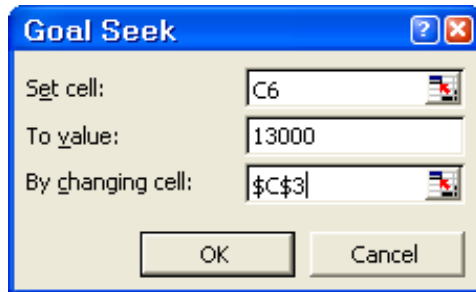 Goal Seek
Set cell: C6
To value: 13000
By changing cell: $C$3
OK Cancel